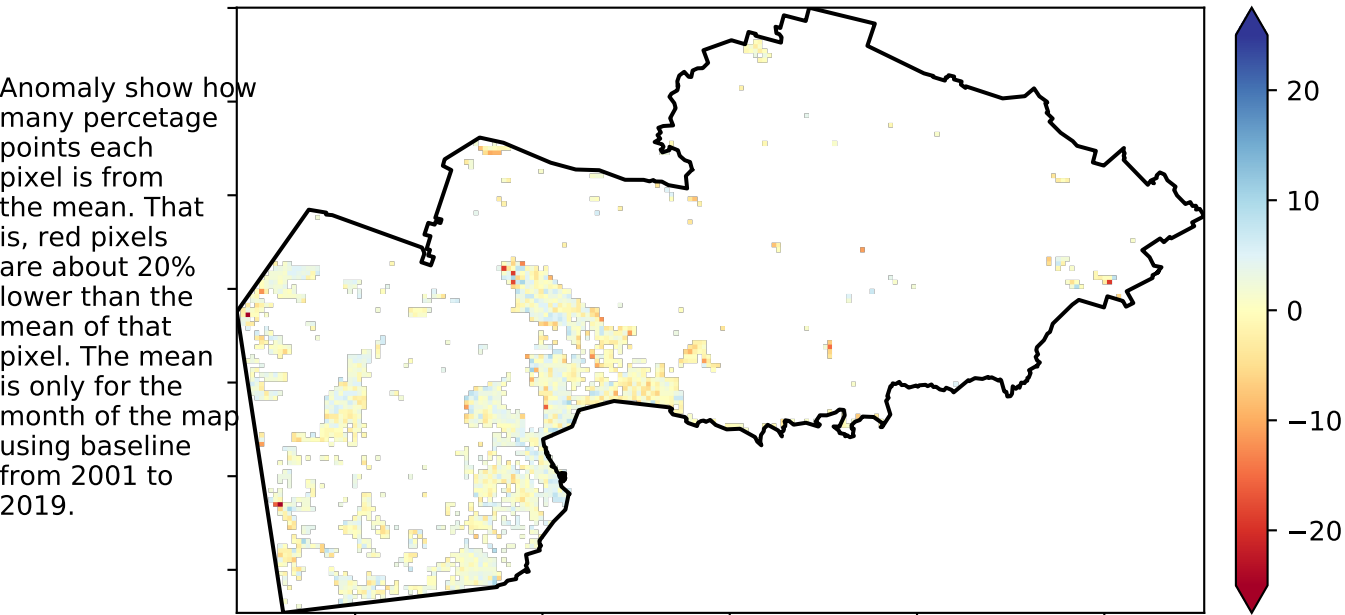 Anomaly show how
many percetage
points each
pixel is from
the mean. That
is, red pixels
are about 20%
lower than the
mean of that
pixel. The mean
is only for the
month of the map
using baseline
from 2001 to
2019.
20
10
0
−10
−20